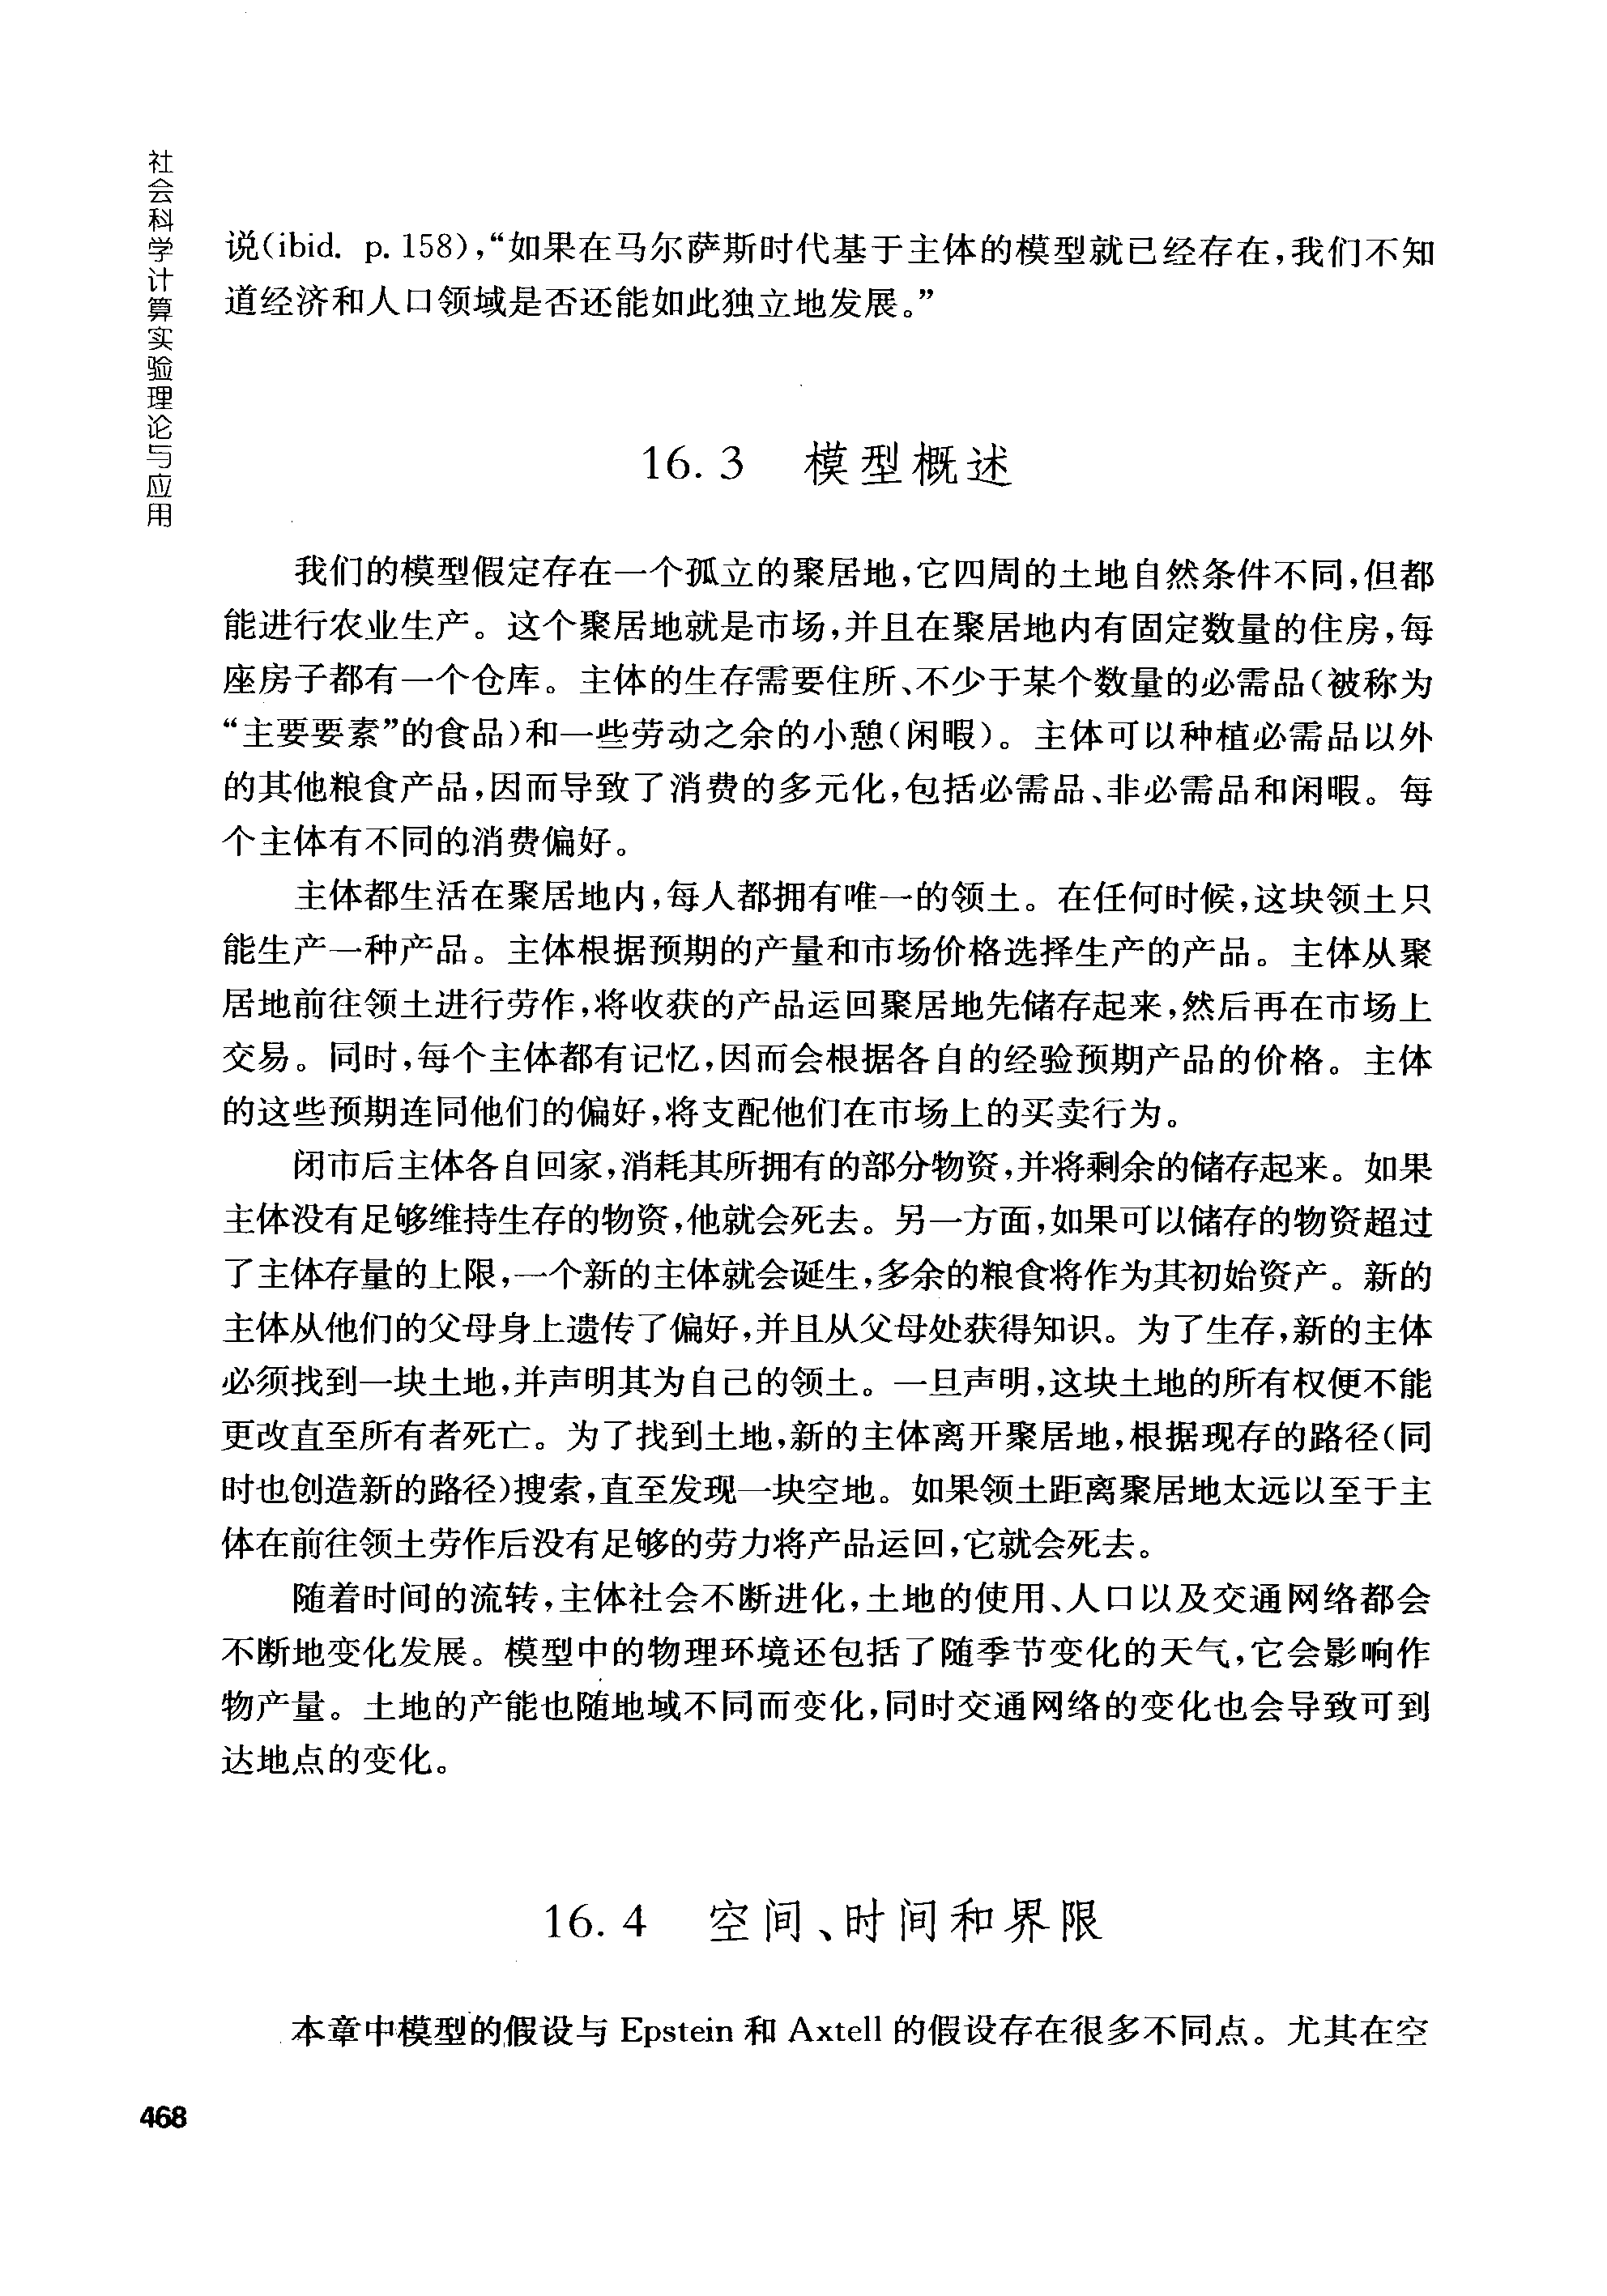 社会科学计算实验理论与应用
说(ibid. p. 158),“如果在马尔萨斯时代基于主体的模型就已经存在,我们不知
道经济和人口领域是否还能如此独立地发展。”
16. 3 模型概述
我们的模型假定存在一个孤立的聚居地,它四周的土地自然条件不同,但都
能进行农业生产。这个聚居地就是市场,并且在聚居地内有固定数量的住房,每
座房子都有一个仓库。主体的生存需要住所、不少于某个数量的必需品(被称为
“主要要素”的食品)和一些劳动之余的小憩(闲暇)。主体可以种植必需品以外
的其他粮食产品,因而导致了消费的多元化,包括必需品、非必需品和闲暇。每
个主体有不同的消费偏好。
主体都生活在聚居地内,每人都拥有唯一的领土。在任何时候,这块领土只
能生产一种产品。主体根据预期的产量和市场价格选择生产的产品。主体从聚
居地前往领土进行劳作,将收获的产品运回聚居地先储存起来,然后再在市场上
交易。同时,每个主体都有记忆,因而会根据各自的经验预期产品的价格。主体
的这些预期连同他们的偏好,将支配他们在市场上的买卖行为。
闭市后主体各自回家,消耗其所拥有的部分物资,并将剩余的储存起来。如果
主体没有足够维持生存的物资,他就会死去。另一方面,如果可以储存的物资超过
了主体存量的上限,一个新的主体就会诞生,多余的粮食将作为其初始资产。新的
主体从他们的父母身上遗传了偏好,并且从父母处获得知识。为了生存,新的主体
必须找到一块土地,并声明其为自己的领土。一旦声明,这块土地的所有权便不能
更改直至所有者死亡。为了找到土地,新的主体离开聚居地,根据现存的路径(同
时也创造新的路径)搜索,直至发现一块空地。如果领土距离聚居地太远以至于主
体在前往领土劳作后没有足够的劳力将产品运回,它就会死去。
随着时间的流转,主体社会不断进化,土地的使用、人口以及交通网络都会
不断地变化发展。模型中的物理环境还包括了随季节变化的天气,它会影响作
物产量。土地的产能也随地域不同而变化,同时交通网络的变化也会导致可到
达地点的变化。
16. 4 空间、时间和界限
本章中模型的假设与 Epstein 和 Axtell 的假设存在很多不同点。尤其在空
468